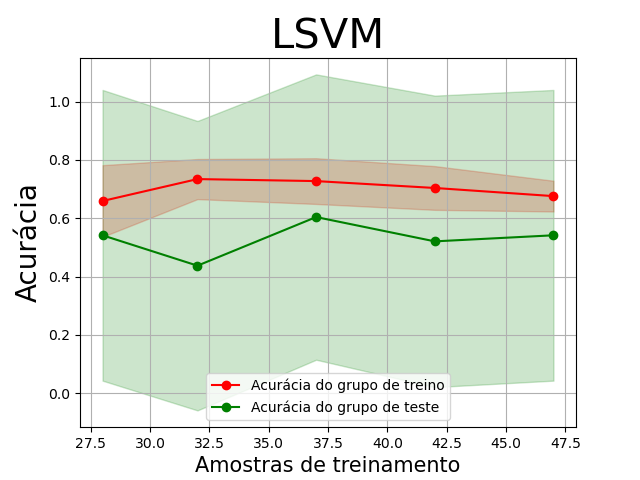 LSVM
Acurácia
1.0
0.8
0.6
0.4
0.2
0.0
Acurácia do grupo de treino
Acurácia do grupo de teste
27.5 30.0 32.5 35.0 37.5 40.0 42.5 45.0 47.5
Amostras de treinamento